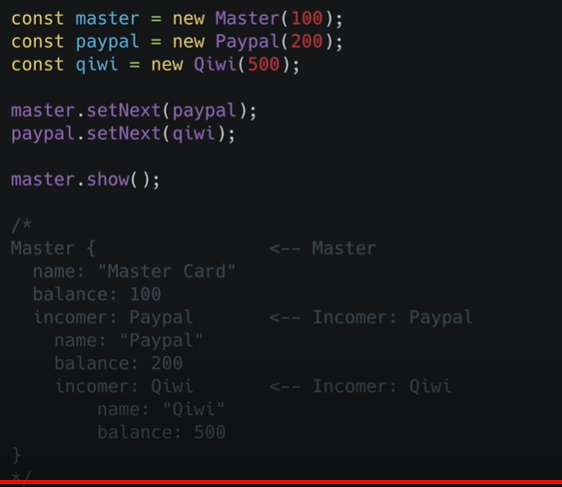 const master = new Master(100);
const paypal = new Paypal(200);
const qiwi = new Qiwi(500);

master.setNext(paypal);
paypal.setNext(qiwi);

master.show();

/*
Master {                <-- Master
  name: "Master Card"
  balance: 100
  incomer: Paypal       <-- Incomer: Paypal
    name: "Paypal"
    balance: 200
    incomer: Qiwi       <-- Incomer: Qiwi
        name: "Qiwi"
        balance: 500
}
*/